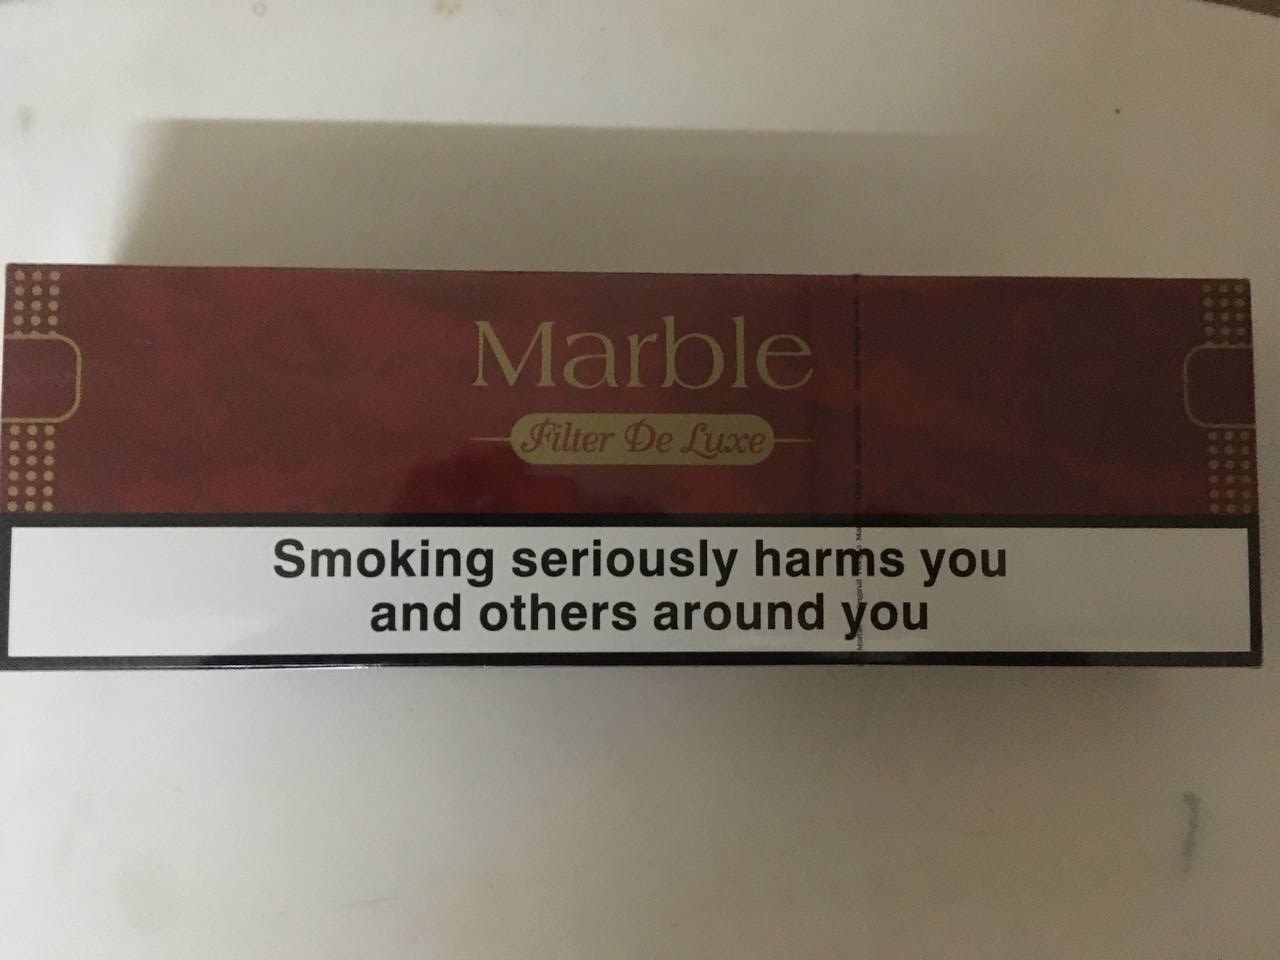 Marble
Filter De Luxe
Smoking seriously harms you
and others around you